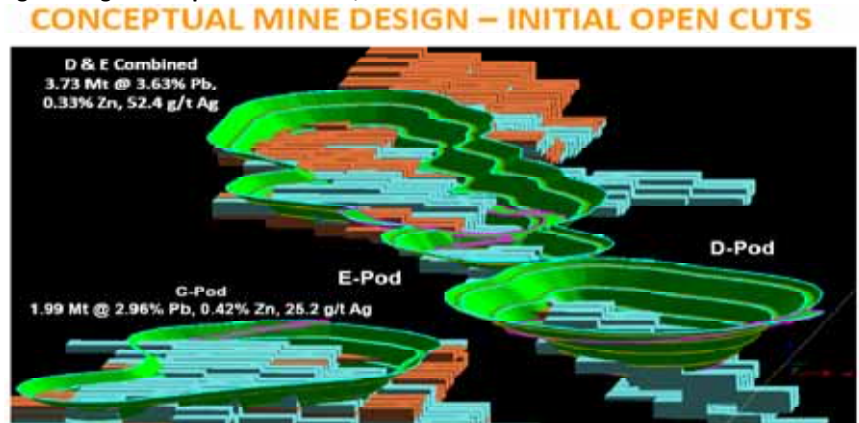 CONCEPTUAL MINE DESIGN – INITIAL OPEN CUTS
D & E Combined
3.73 Mt @ 3.63% Pb,
0.33% Zn, 52.4 g/t Ag
D-Pod
E-Pod
C-Pod
1.99 Mt @ 2.96% Pb, 0.42% Zn, 25.2 g/t Ag